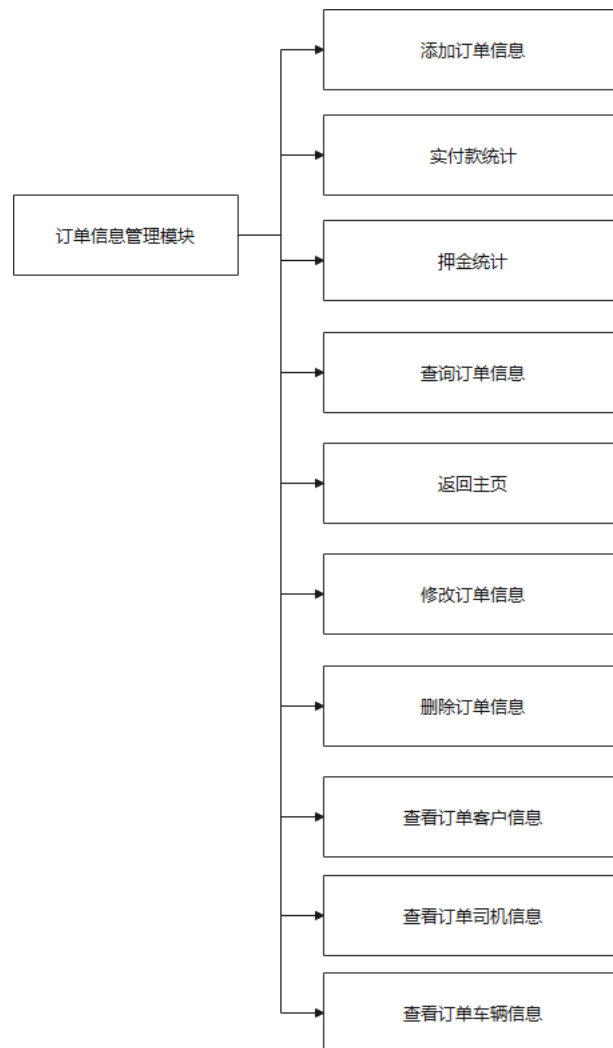 添加订单信息
实付款统计
订单信息管理模块
押金统计
查询订单信息
返回主页
修改订单信息
删除订单信息
查看订单客户信息
查看订单司机信息
查看订单车辆信息